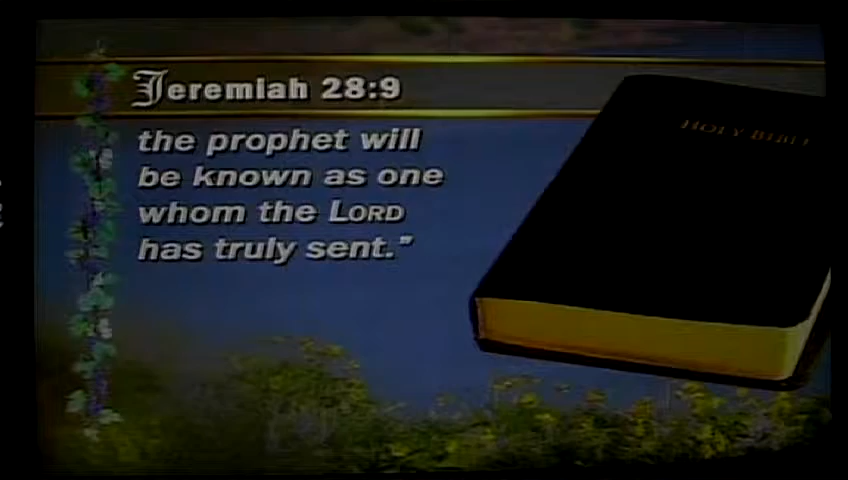 Jeremiah 28:9
HOLY BIBLE
the prophet will
be known as one
whom the LORD
has truly sent."